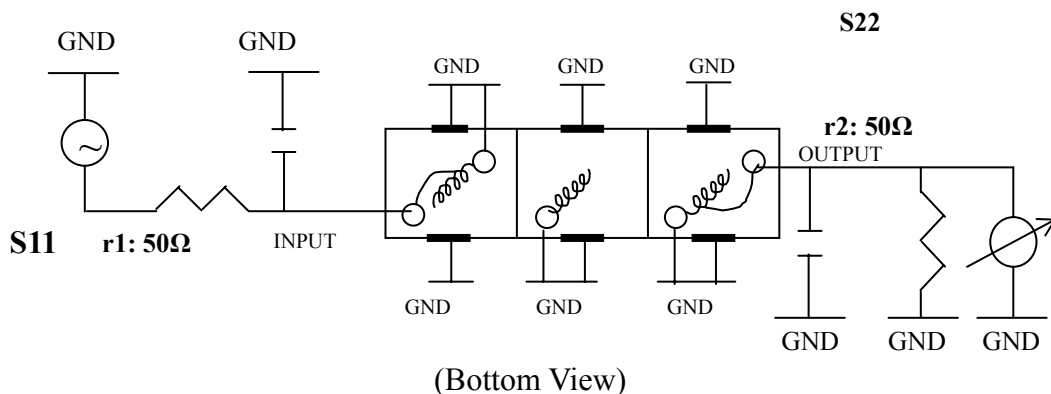 S22
GND
GND
GND
GND
GND
r2: 50Ω
OUTPUT
S11
r1: 50Ω
INPUT
GND
GND
GND
GND
GND
GND
(Bottom View)